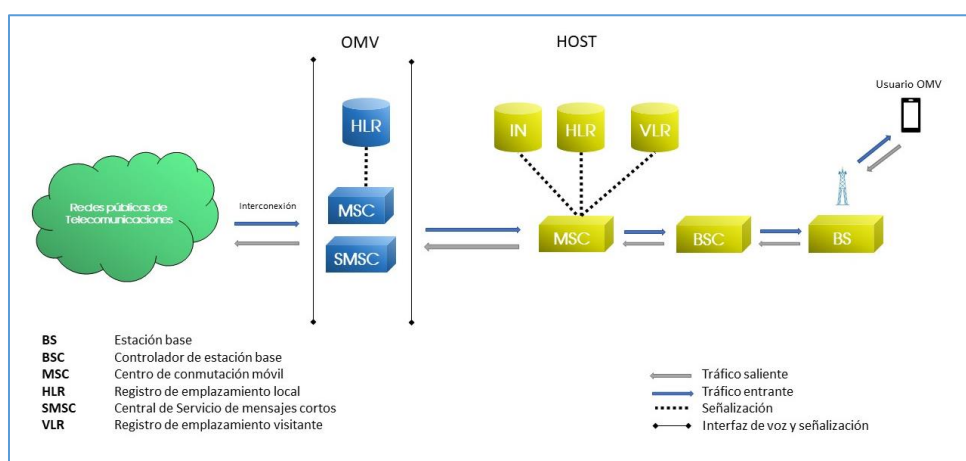 OMV
HOST
Usuario OMV
HLR
IN
HLR
VLR
Redes públicas de
Telecomunicaciones
Interconexión
MSC
SMSC
MSC
BSC
BS
BS Estación base
BSC Controlador de estación base
MSC Centro de conmutación móvil
HLR Registro de emplazamiento local
SMSC Central de Servicio de mensajes cortos
VLR Registro de emplazamiento visitante
Tráfico saliente
Tráfico entrante
Señalización
Interfaz de voz y señalización